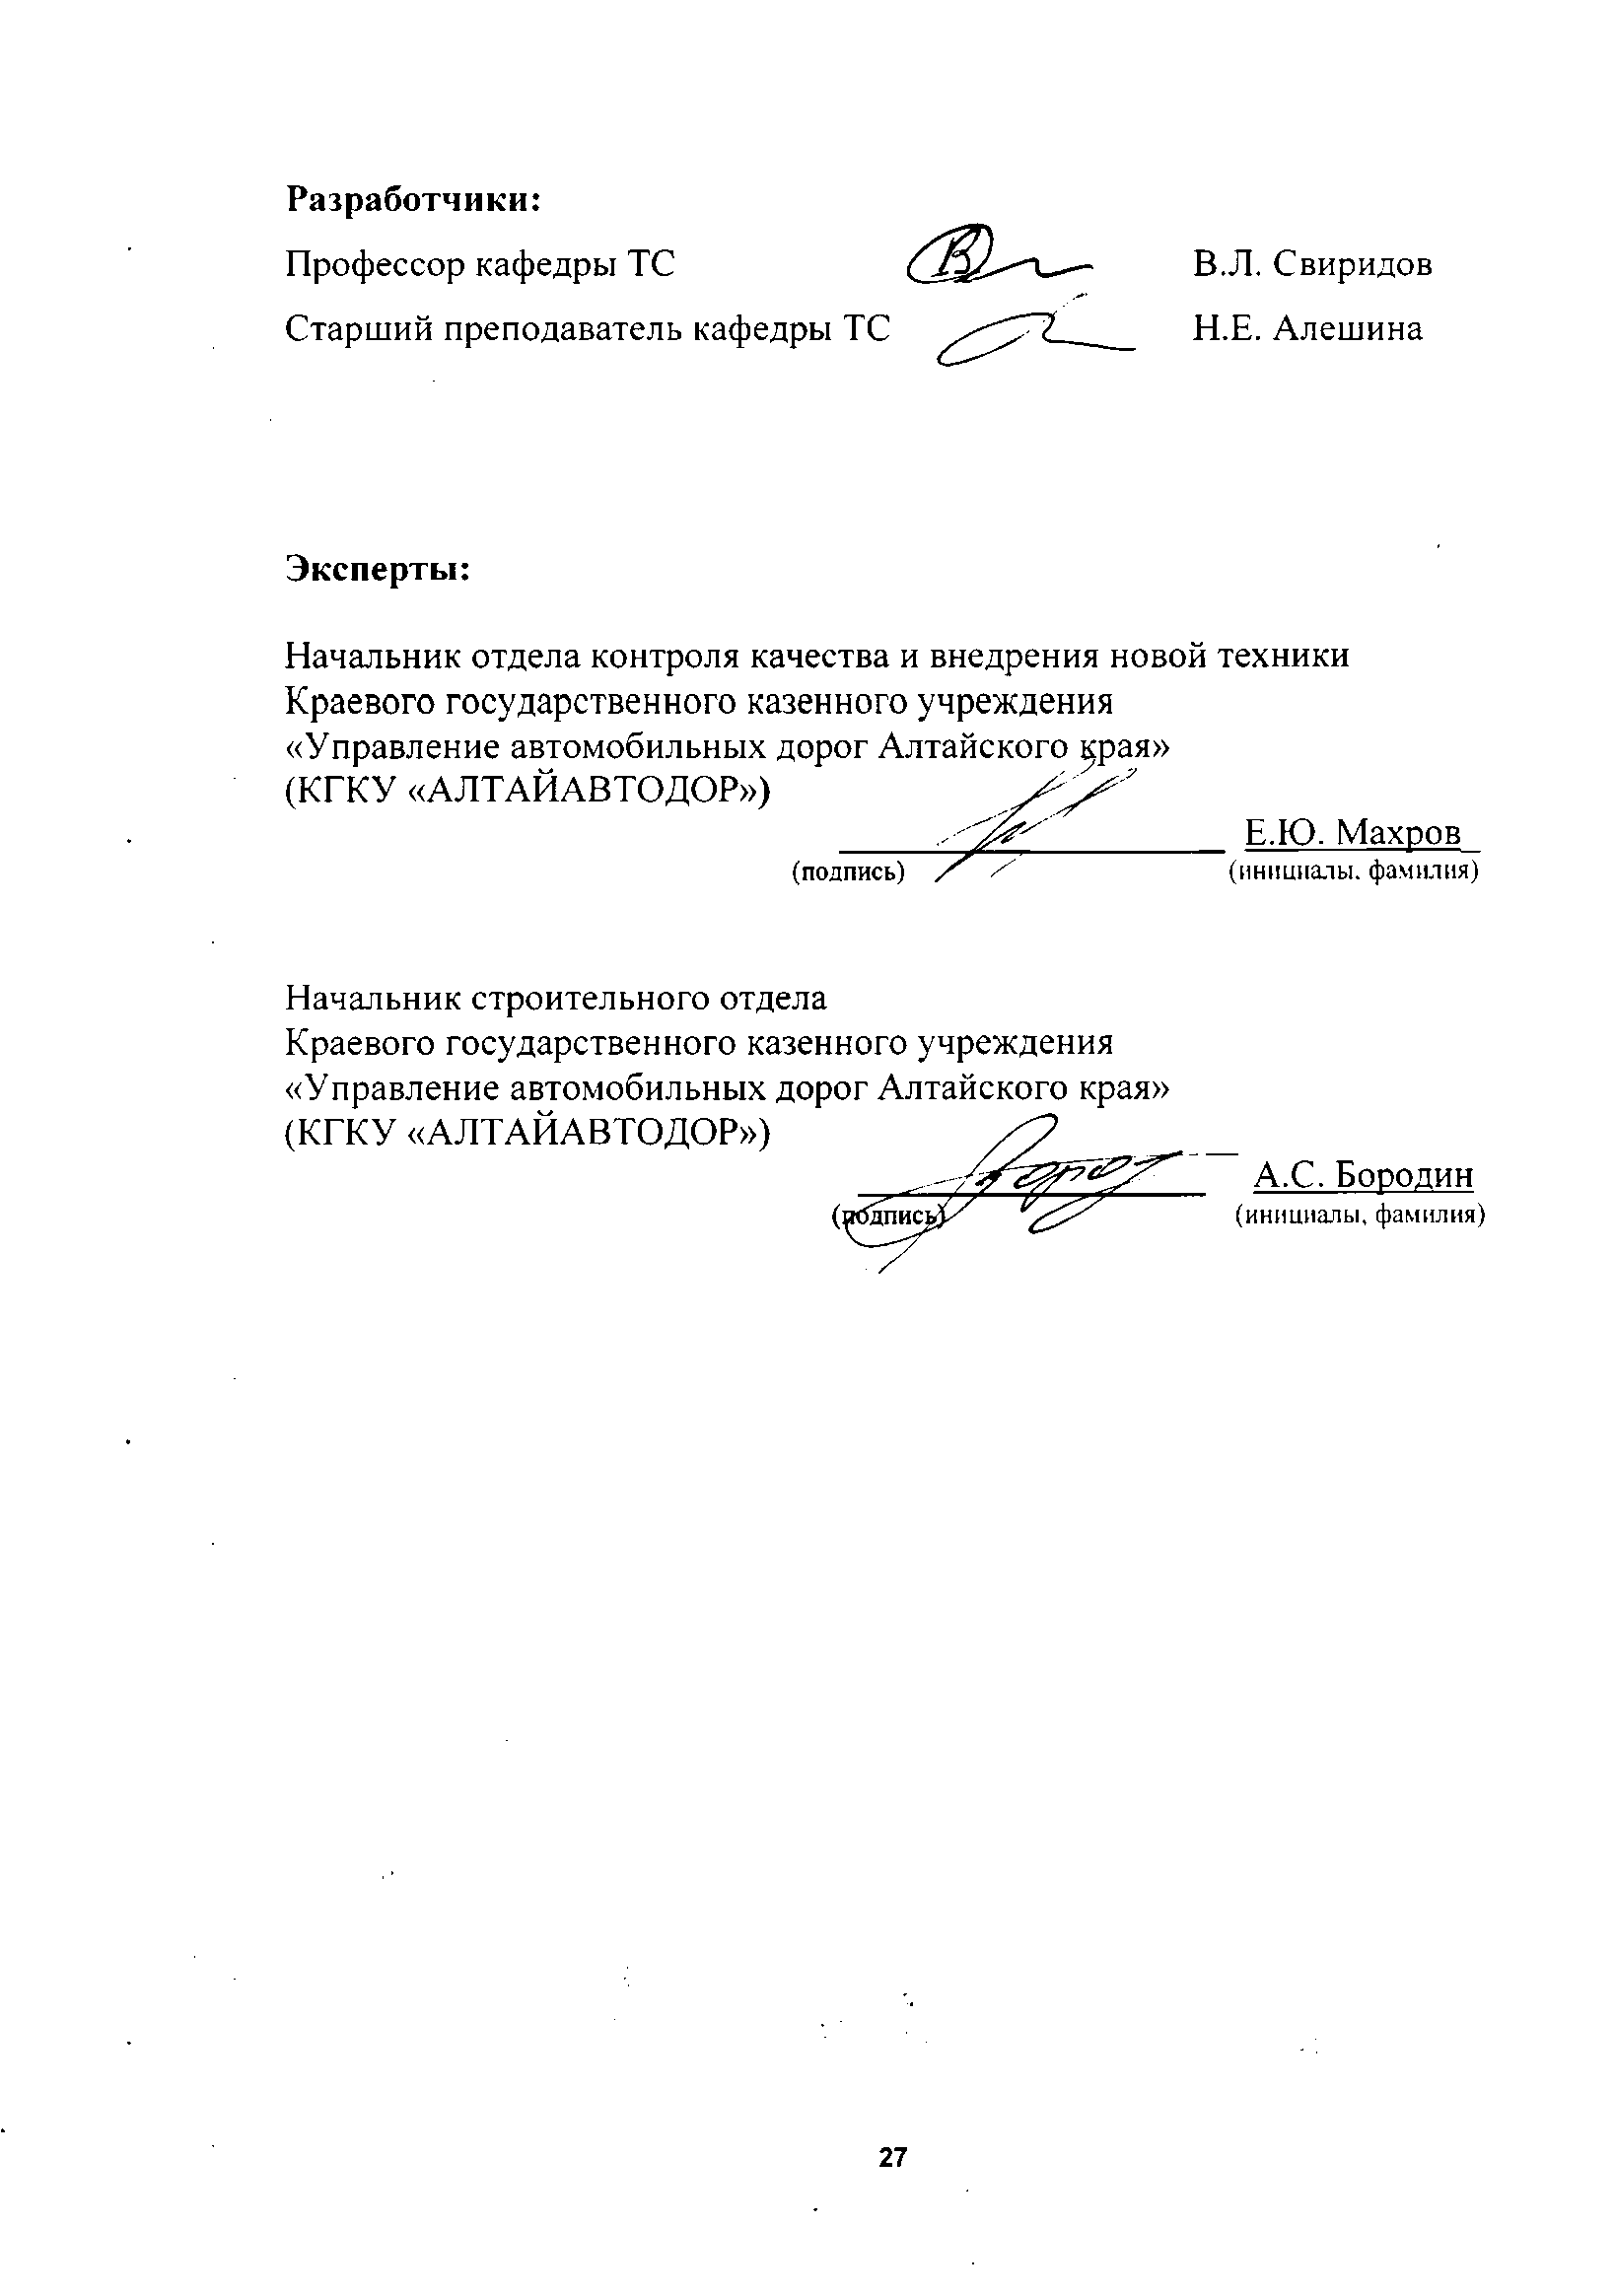 Разработчики:
Профессор кафедры ТС В.Л. Свиридов
Старший преподаватель кафедры ТС Н.Е. Алешина
Эксперты:
Начальник отдела контроля качества и внедрения новой техники
Краевого государственного казенного учреждения
«Управление автомобильных дорог Алтайского края»
(КГКУ «АЛТАЙАВТОДОР»)
Е.Ю. Махров
(подпись) (инициалы, фамилия)
Начальник строительного отдела
Краевого государственного казенного учреждения
«Управление автомобильных дорог Алтайского края»
(КГКУ «АЛТАЙАВТОДОР»)
А.С. Бородин
(подпись) (инициалы, фамилия)
27